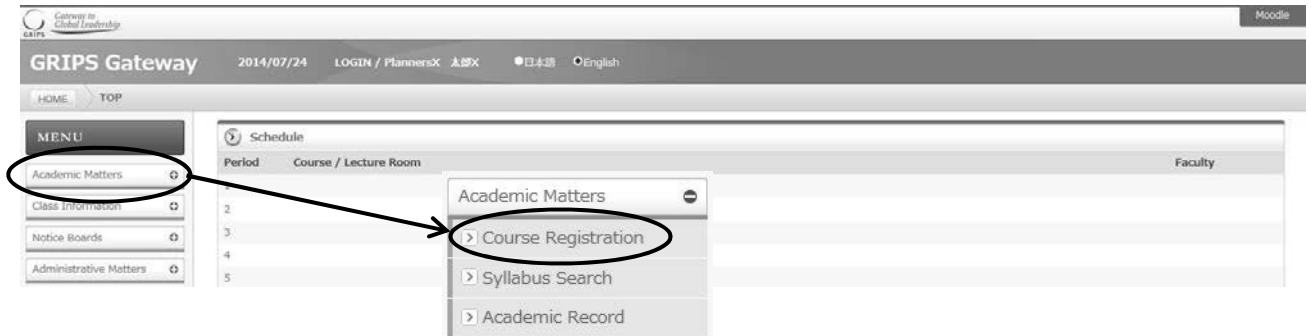 Gateway to
Global Leadership
GRIPS
Moodle
GRIPS Gateway 2014/07/24 LOGIN / PlannersX 太郎X 日本語 English
HOME TOP
MENU
Schedule
Period Course / Lecture Room Faculty
Academic Matters
Class Information
2
Notice Boards
3
4
Administrative Matters
5
Academic Matters
Course Registration
Syllabus Search
Academic Record